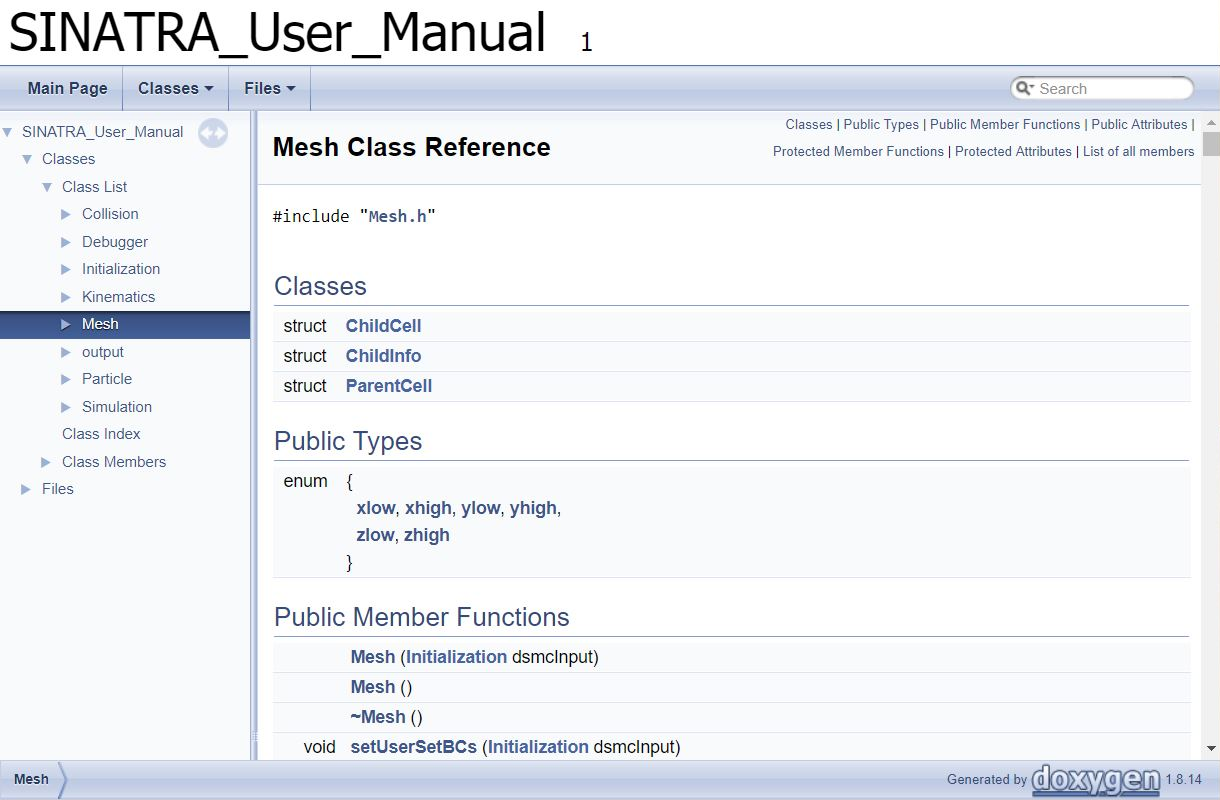 SINATRA_User_Manual 1
Main Page Classes Files Search
SINATRA_User_Manual
Classes
Class List
Collision
Debugger
Initialization
Kinematics
Mesh
output
Particle
Simulation
Class Index
Class Members
Files
Classes | Public Types | Public Member Functions | Public Attributes |
Protected Member Functions | Protected Attributes | List of all members
Mesh Class Reference
#include "Mesh.h"
Classes
struct ChildCell
struct ChildInfo
struct ParentCell
Public Types
enum {
xlow, xhigh, ylow, yhigh,
zlow, zhigh
}
Public Member Functions
Mesh (Initialization dsmcInput)
Mesh ()
~Mesh ()
void setUserSetBCs (Initialization dsmcInput)
Mesh
Generated by doxygen 1.8.14